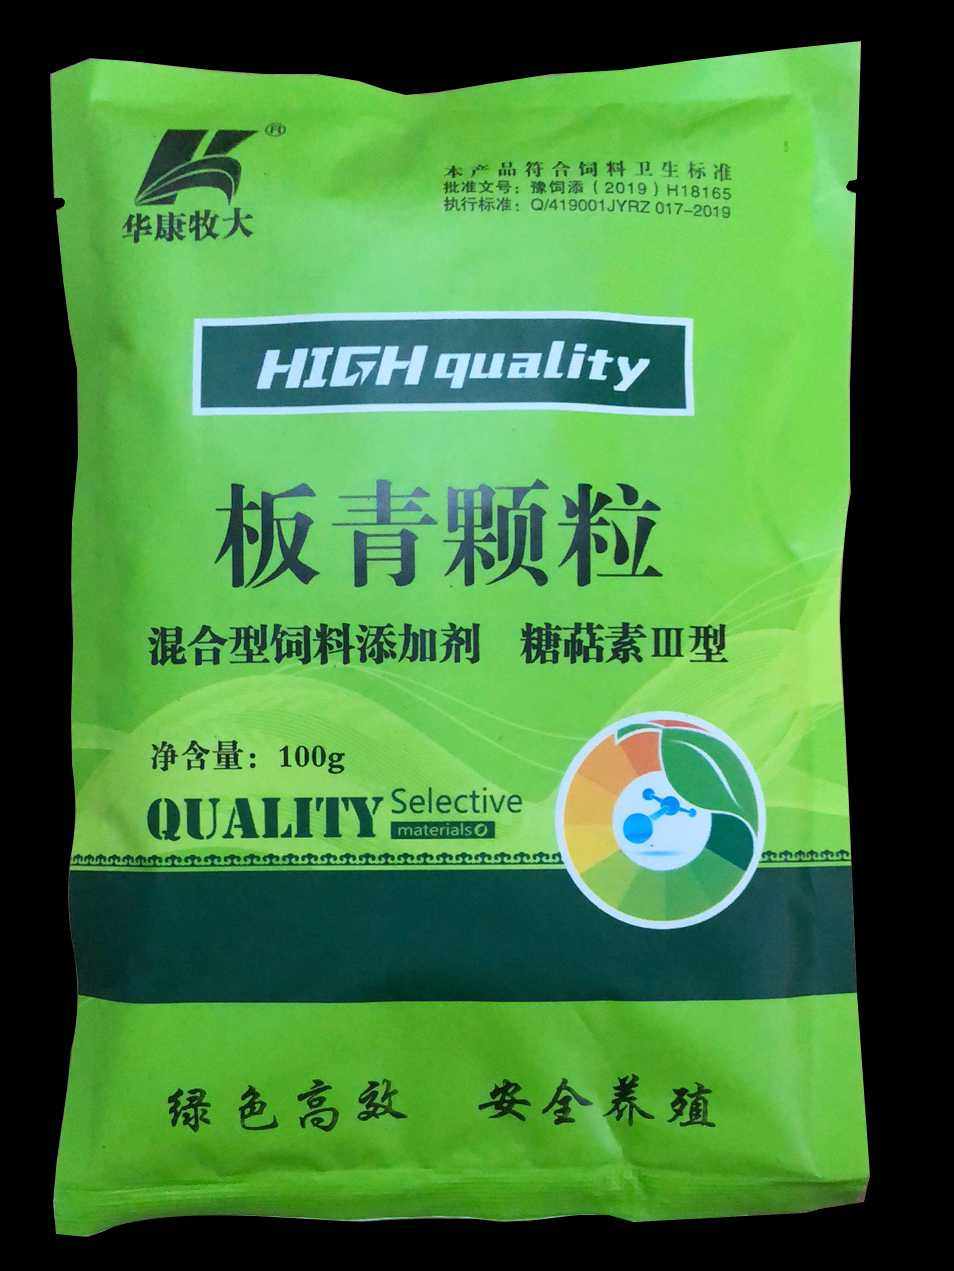 ®
华康牧大
本产品符合饲料卫生标准
批准文号：豫饲添（2019）H18165
执行标准：Q/419001JYRZ 017-2019
HIGH quality
板青颗粒
混合型饲料添加剂 糖萜素Ⅲ型
净含量：100g
QUALITY Selective
materials
绿色高效 安全养殖